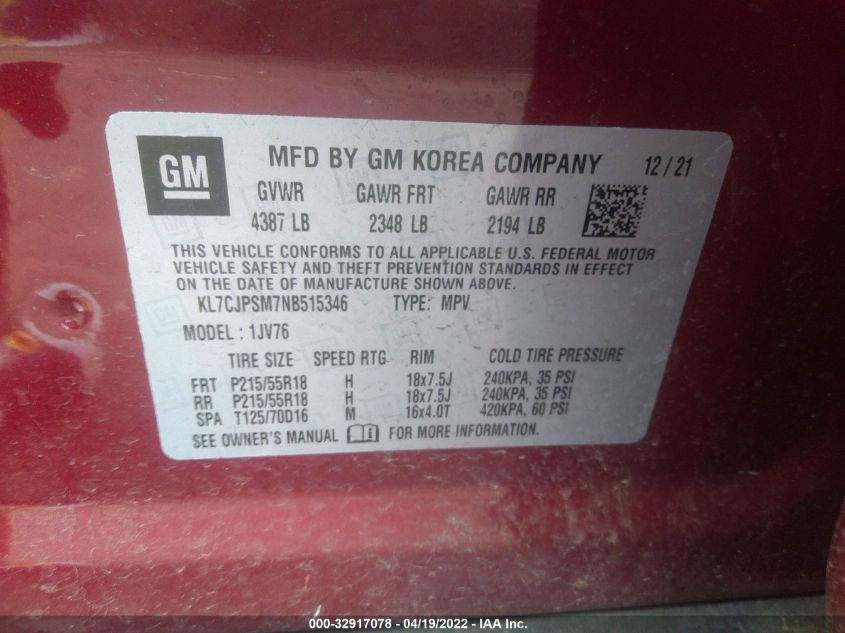 GM
MFD BY GM KOREA COMPANY 12 / 21
GVWR GAWR FRT GAWR RR
4387 LB 2348 LB 2194 LB
THIS VEHICLE CONFORMS TO ALL APPLICABLE U.S. FEDERAL MOTOR
VEHICLE SAFETY AND THEFT PREVENTION STANDARDS IN EFFECT
ON THE DATE OF MANUFACTURE SHOWN ABOVE.
KL7CJPSM7NB515346 TYPE: MPV
MODEL : 1JV76
TIRE SIZE SPEED RTG RIM COLD TIRE PRESSURE
FRT P215/55R18 H 18x7.5J 240KPA, 35 PSI
RR P215/55R18 H 18x7.5J 240KPA, 35 PSI
SPA T125/70D16 M 16x4.0T 420KPA, 60 PSI
SEE OWNER'S MANUAL FOR MORE INFORMATION.
000-32917078 - 04/19/2022 - IAA Inc.